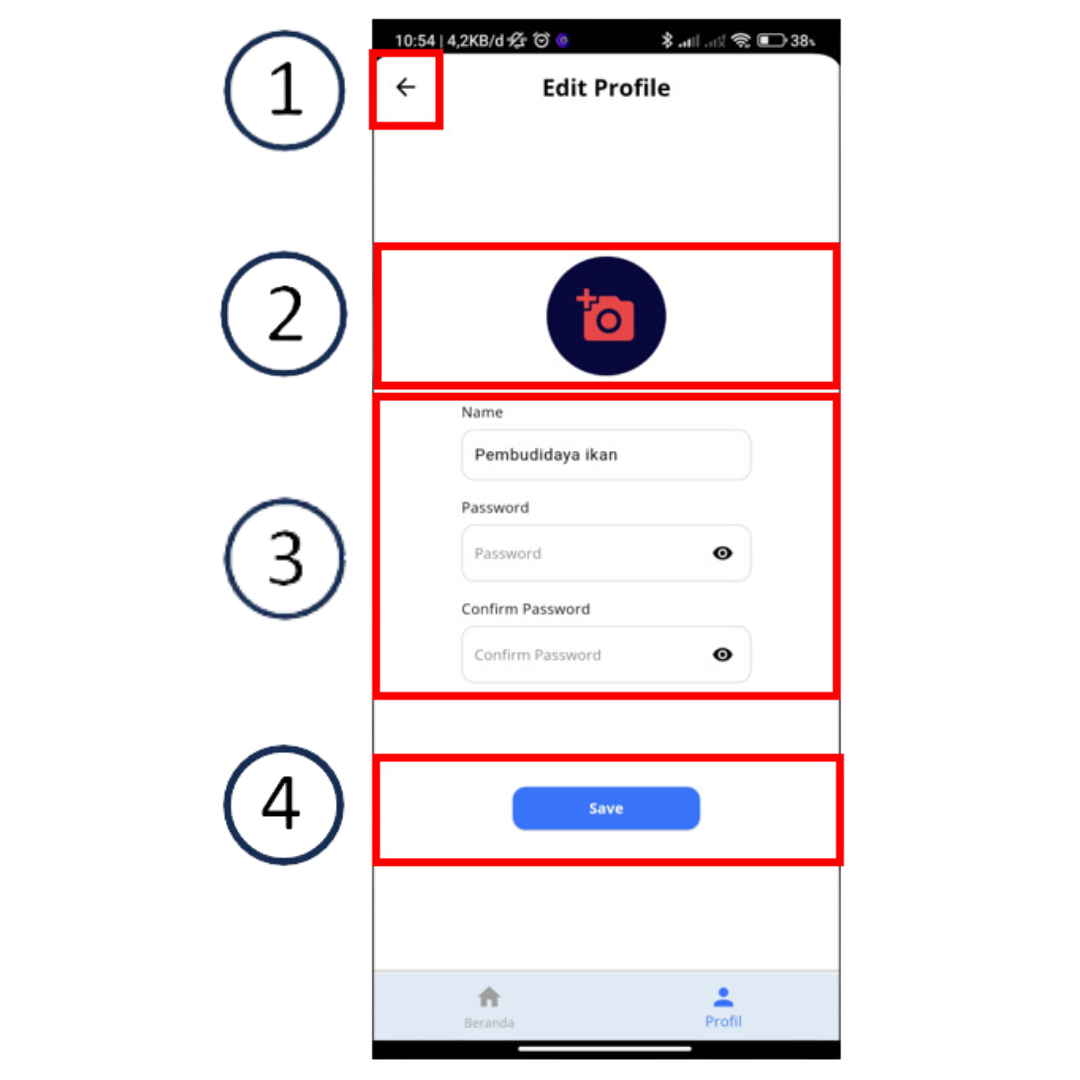 10:54 | 4,2KB/d 38%
1
Edit Profile
2
Name
Pembudidaya ikan
Password
Password
3
Confirm Password
Confirm Password
4
Save
Beranda
Profil